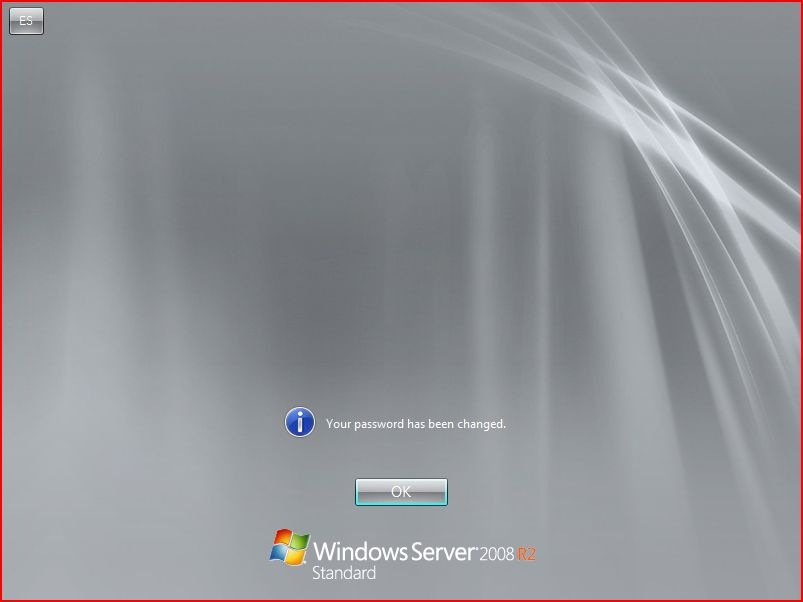 ES
Your password has been changed.
OK
Windows Server 2008 R2
Standard